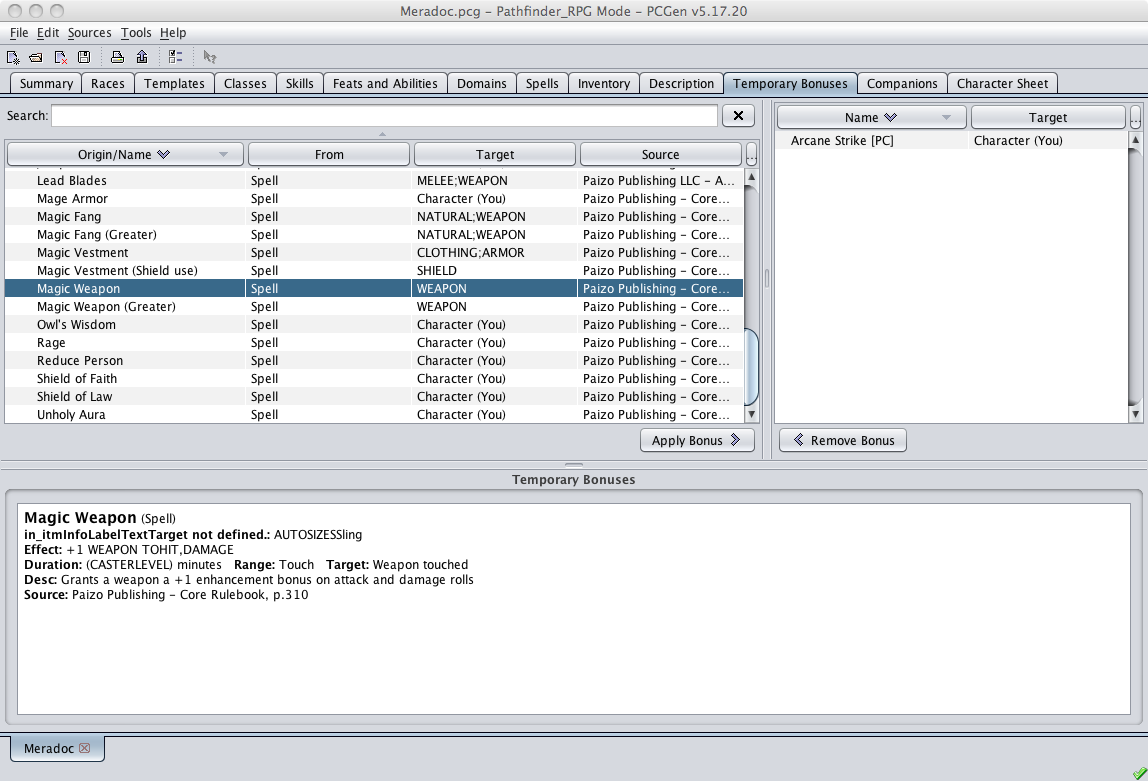 Meradoc.pcg – Pathfinder_RPG Mode – PCGen v5.17.20
File Edit Sources Tools Help
Summary Races Templates Classes Skills Feats and Abilities Domains Spells Inventory Description Temporary Bonuses Companions Character Sheet
Search:
Origin/Name From Target Source ...
Lead Blades Spell MELEE;WEAPON Paizo Publishing LLC – A...
Mage Armor Spell Character (You) Paizo Publishing – Core...
Magic Fang Spell NATURAL;WEAPON Paizo Publishing – Core...
Magic Fang (Greater) Spell NATURAL;WEAPON Paizo Publishing – Core...
Magic Vestment Spell CLOTHING;ARMOR Paizo Publishing – Core...
Magic Vestment (Shield use) Spell SHIELD Paizo Publishing – Core...
Magic Weapon Spell WEAPON Paizo Publishing – Core...
Magic Weapon (Greater) Spell WEAPON Paizo Publishing – Core...
Owl's Wisdom Spell Character (You) Paizo Publishing – Core...
Rage Spell Character (You) Paizo Publishing – Core...
Reduce Person Spell Character (You) Paizo Publishing – Core...
Shield of Faith Spell Character (You) Paizo Publishing – Core...
Shield of Law Spell Character (You) Paizo Publishing – Core...
Unholy Aura Spell Character (You) Paizo Publishing – Core...
Apply Bonus
Name Target ...
Arcane Strike [PC] Character (You)
Remove Bonus
Temporary Bonuses
Magic Weapon (Spell)
in_itmInfoLabelTextTarget not defined.: AUTOSIZESSling
Effect: +1 WEAPON TOHIT,DAMAGE
Duration: (CASTERLEVEL) minutes Range: Touch Target: Weapon touched
Desc: Grants a weapon a +1 enhancement bonus on attack and damage rolls
Source: Paizo Publishing – Core Rulebook, p.310
Meradoc